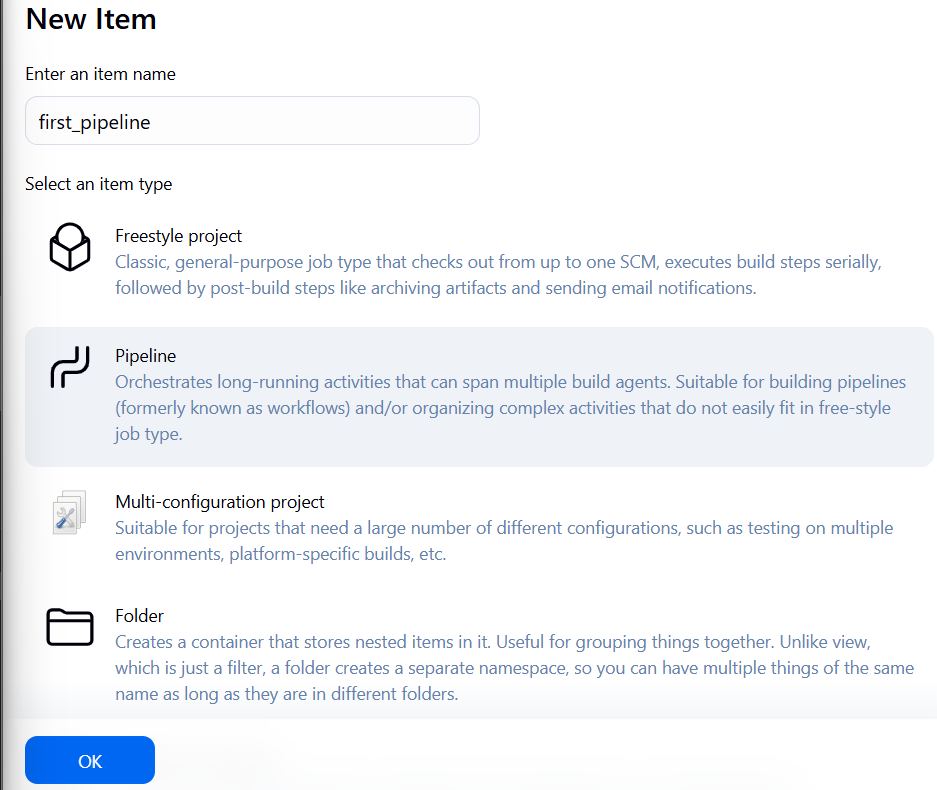 New Item
Enter an item name
first_pipeline
Select an item type
Freestyle project
Classic, general-purpose job type that checks out from up to one SCM, executes build steps serially,
followed by post-build steps like archiving artifacts and sending email notifications.
Pipeline
Orchestrates long-running activities that can span multiple build agents. Suitable for building pipelines
(formerly known as workflows) and/or organizing complex activities that do not easily fit in free-style
job type.
Multi-configuration project
Suitable for projects that need a large number of different configurations, such as testing on multiple
environments, platform-specific builds, etc.
Folder
Creates a container that stores nested items in it. Useful for grouping things together. Unlike view,
which is just a filter, a folder creates a separate namespace, so you can have multiple things of the same
name as long as they are in different folders.
OK